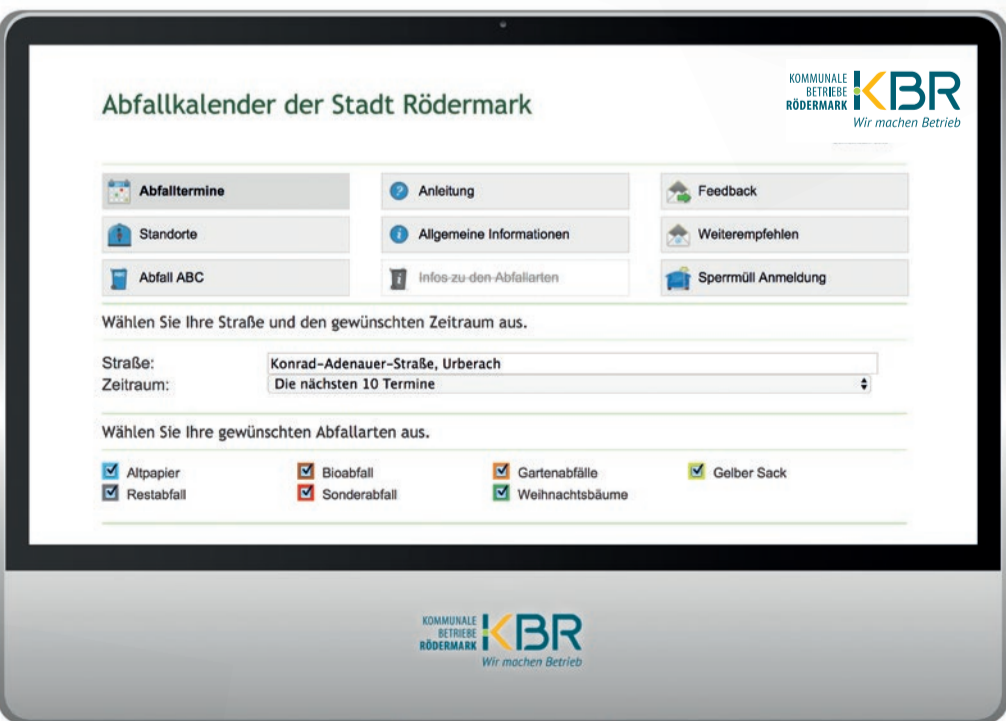 Abfallkalender der Stadt Rödermark
KOMMUNALE
BETRIEBE
RÖDERMARK
KBR
Wir machen Betrieb
Abfalltermine
Anleitung
Feedback
Standorte
Allgemeine Informationen
Weiterempfehlen
Abfall ABC
Infos zu den Abfallarten
Sperrmüll Anmeldung
Wählen Sie Ihre Straße und den gewünschten Zeitraum aus.
Straße: Konrad-Adenauer-Straße, Urberach
Zeitraum: Die nächsten 10 Termine
Wählen Sie Ihre gewünschten Abfallarten aus.
Altpapier Bioabfall Gartenabfälle Gelber Sack
Restabfall Sonderabfall Weihnachtsbäume
KOMMUNALE
BETRIEBE
RÖDERMARK
KBR
Wir machen Betrieb